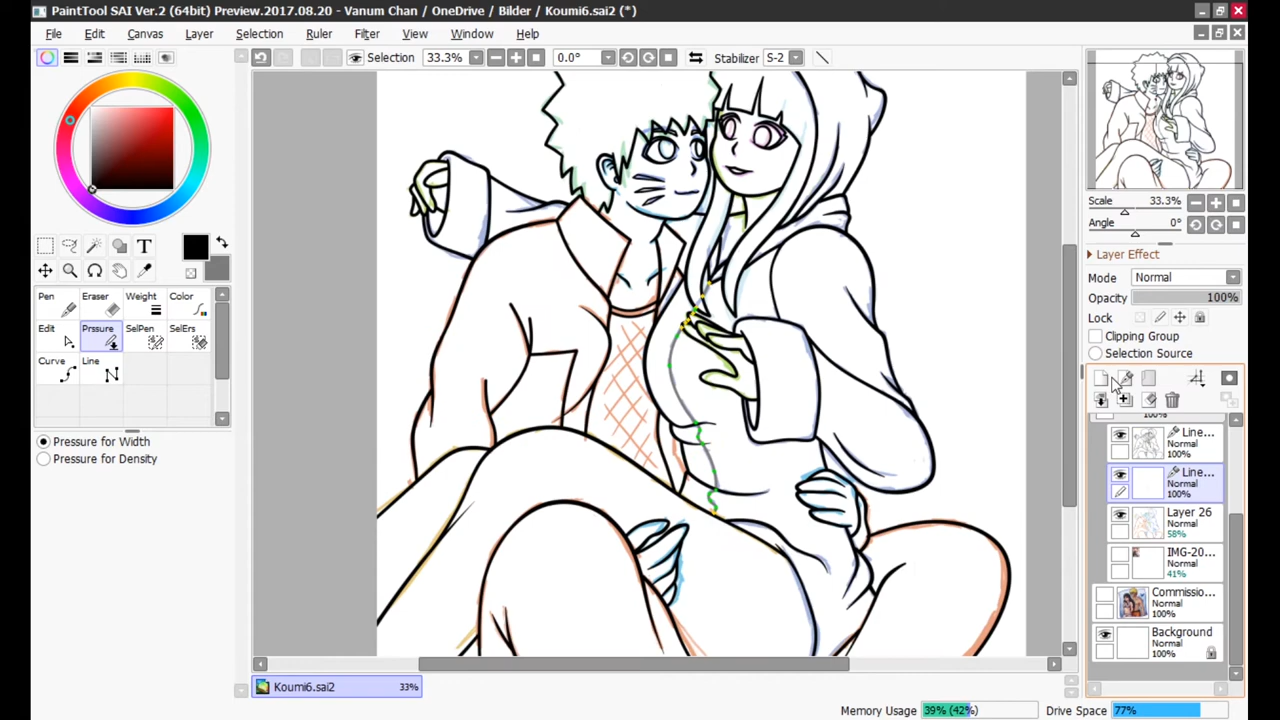 PaintTool SAI Ver.2 (64bit) Preview.2017.08.20 - Vanum Chan / OneDrive / Bilder / Koumi6.sai2 (*)
File Edit Canvas Layer Selection Ruler Filter View Window Help
Selection 33.3% 0.0° Stabilizer S-2
Scale 33.3%
Angle 0°
Layer Effect
Mode Normal
Opacity 100%
Lock
Clipping Group
Selection Source
T
Pen Eraser Weight Color
Edit Prssure SelPen SelErs
Curve Line
Pressure for Width
Pressure for Density
100%
Line...
Normal
100%
Line...
Normal
100%
Layer 26
Normal
58%
IMG-20...
Normal
41%
Commissio...
Normal
100%
Background
Normal
100%
Koumi6.sai2 33%
Memory Usage 39% (42%) Drive Space 77%